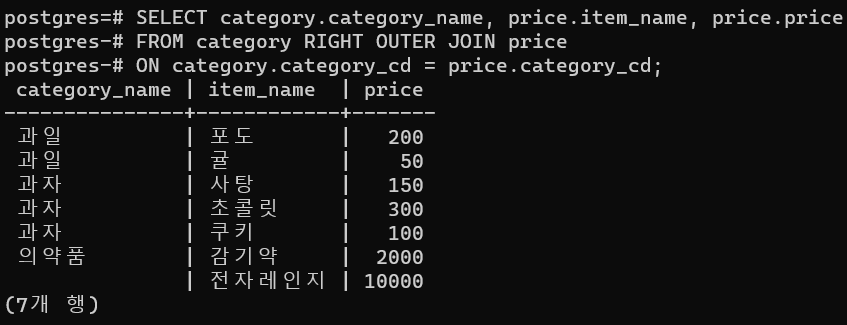 postgres=# SELECT category.category_name, price.item_name, price.price
postgres-# FROM category RIGHT OUTER JOIN price
postgres-# ON category.category_cd = price.category_cd;
 category_name | item_name  | price
---------------+------------+-------
 과일          | 포도       |   200
 과일          | 귤         |    50
 과자          | 사탕       |   150
 과자          | 초콜릿     |   300
 과자          | 쿠키       |   100
 의약품        | 감기약     |  2000
               | 전자레인지 | 10000
(7개 행)